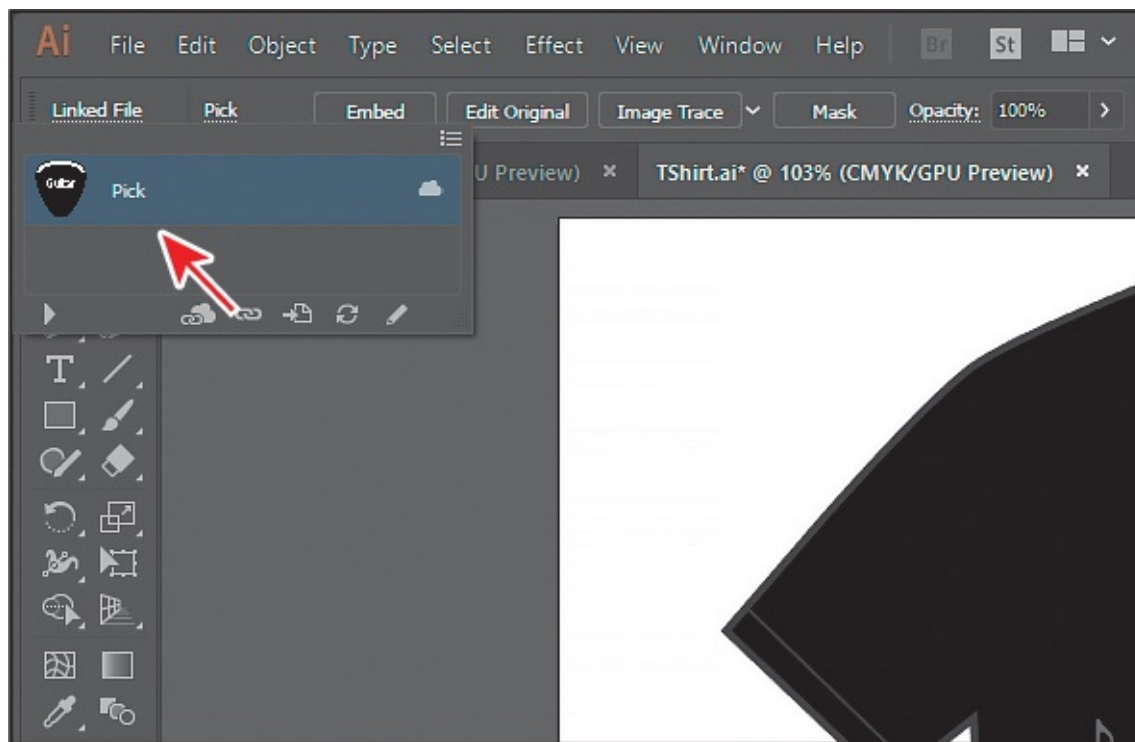 Ai File Edit Object Type Select Effect View Window Help Br St
Linked File Pick Embed Edit Original Image Trace Mask Opacity: 100%
U Preview) × TShirt.ai* @ 103% (CMYK/GPU Preview) ×
Guitar Pick
T